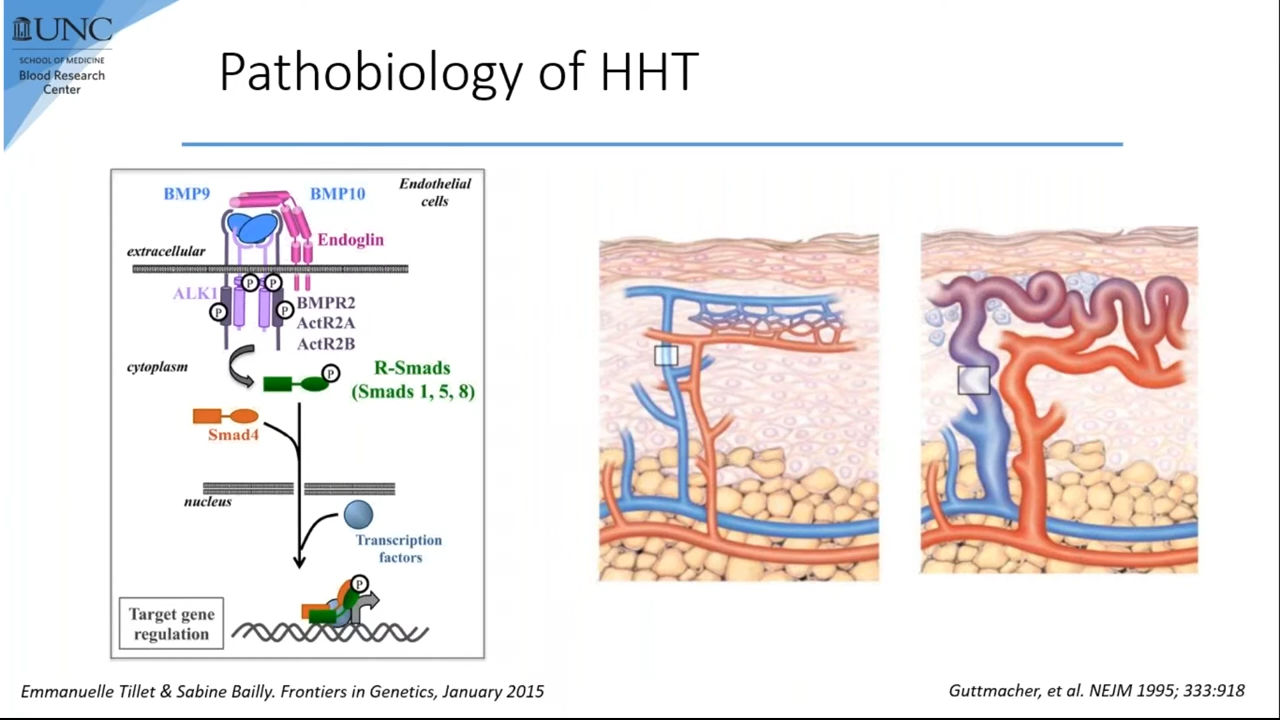 UNC
SCHOOL OF MEDICINE
Blood Research
Center
Pathobiology of HHT
BMP9
BMP10
Endothelial
cells
Endoglin
extracellular
P
P
ALK1
P
P
BMPR2
ActR2A
ActR2B
cytoplasm
P
R-Smads
(Smads 1, 5, 8)
Smad4
nucleus
Transcription
factors
P
Target gene
regulation
Emmanuelle Tillet & Sabine Bailly. Frontiers in Genetics, January 2015
Guttmacher, et al. NEJM 1995; 333:918